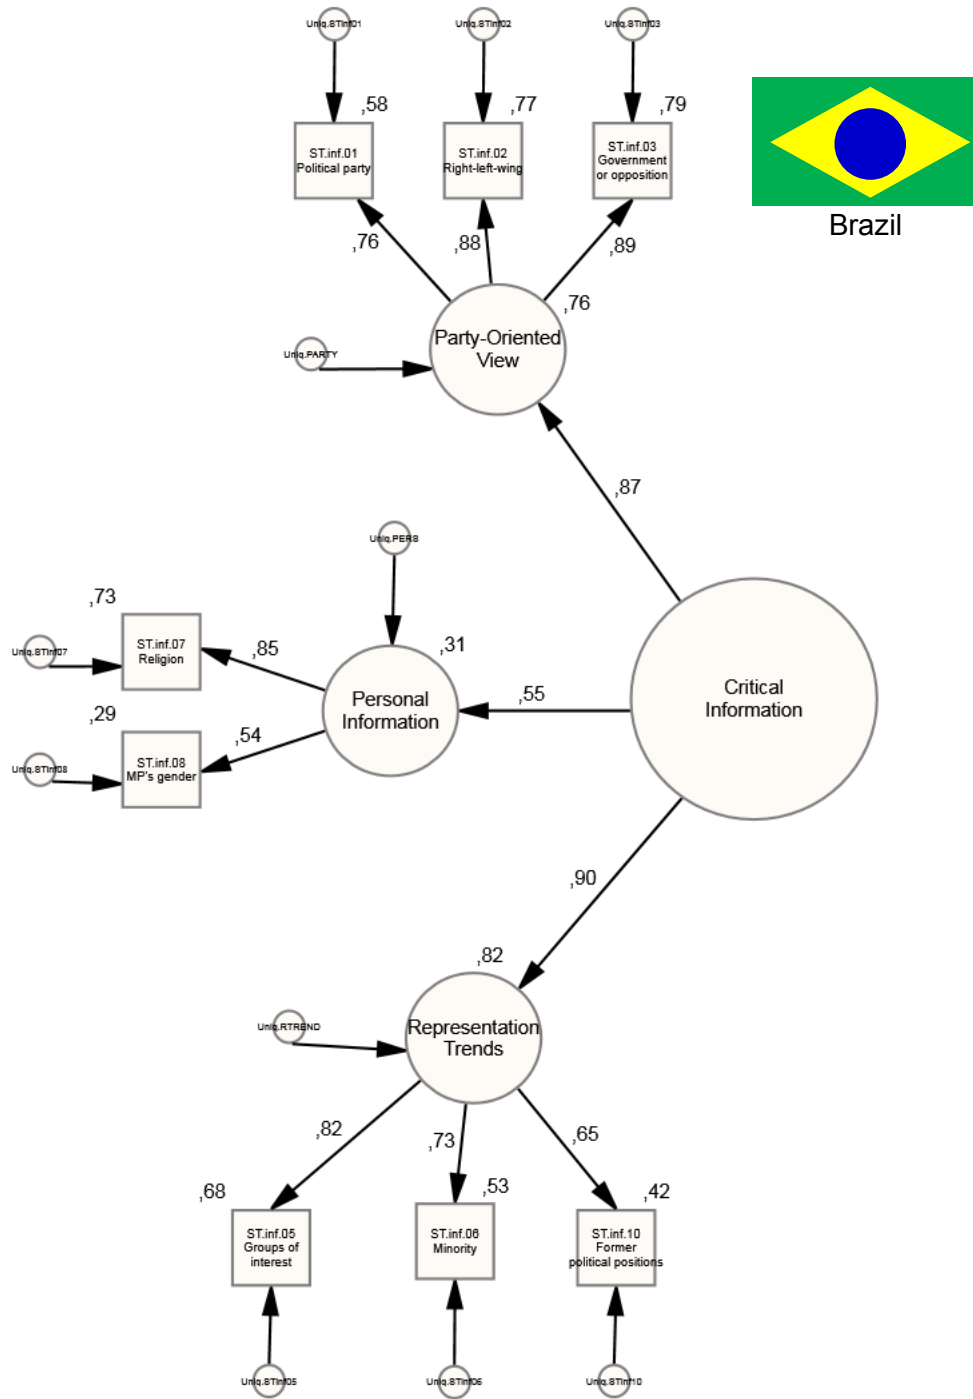 Uniq.STinf01
Uniq.STinf02
Uniq.STinf03
,58
,77
,79
ST.inf.01
Political party
ST.inf.02
Right-left-wing
ST.inf.03
Government
or opposition
Brazil
,76
,88
,89
,76
Uniq.PARTY
Party-Oriented
View
,87
Uniq.PERS
,73
Uniq.STinf07
ST.inf.07
Religion
,85
,31
,29
Uniq.STinf08
ST.inf.08
MP's gender
,54
Personal
Information
,55
Critical
Information
,90
,82
Uniq.RTREND
Representation
Trends
,82
,73
,65
,68
,53
,42
ST.inf.05
Groups of
interest
ST.inf.06
Minority
ST.inf.10
Former
political positions
Uniq.STinf05
Uniq.STinf06
Uniq.STinf10